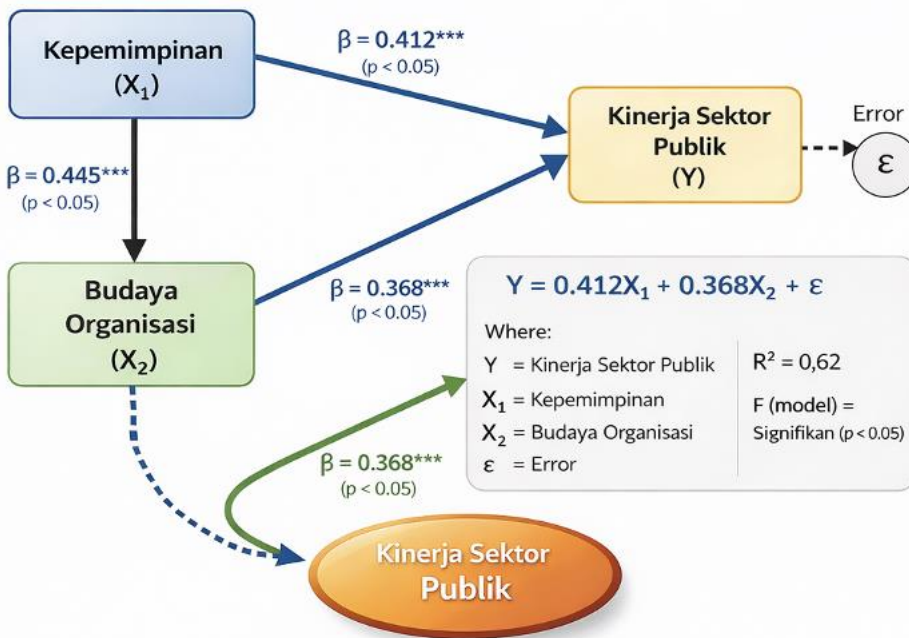 Kepemimpinan
(X₁)
β = 0.412***
(p < 0.05)
Kinerja Sektor
Publik
(Y)
Error
ε
β = 0.445***
(p < 0.05)
Budaya
Organisasi
(X₂)
β = 0.368***
(p < 0.05)
Y = 0.412X₁ + 0.368X₂ + ε
Where:
Y = Kinerja Sektor Publik
X₁ = Kepemimpinan
X₂ = Budaya Organisasi
ε = Error
R² = 0,62
F (model) =
Signifikan (p < 0.05)
β = 0.368***
(p < 0.05)
Kinerja Sektor
Publik